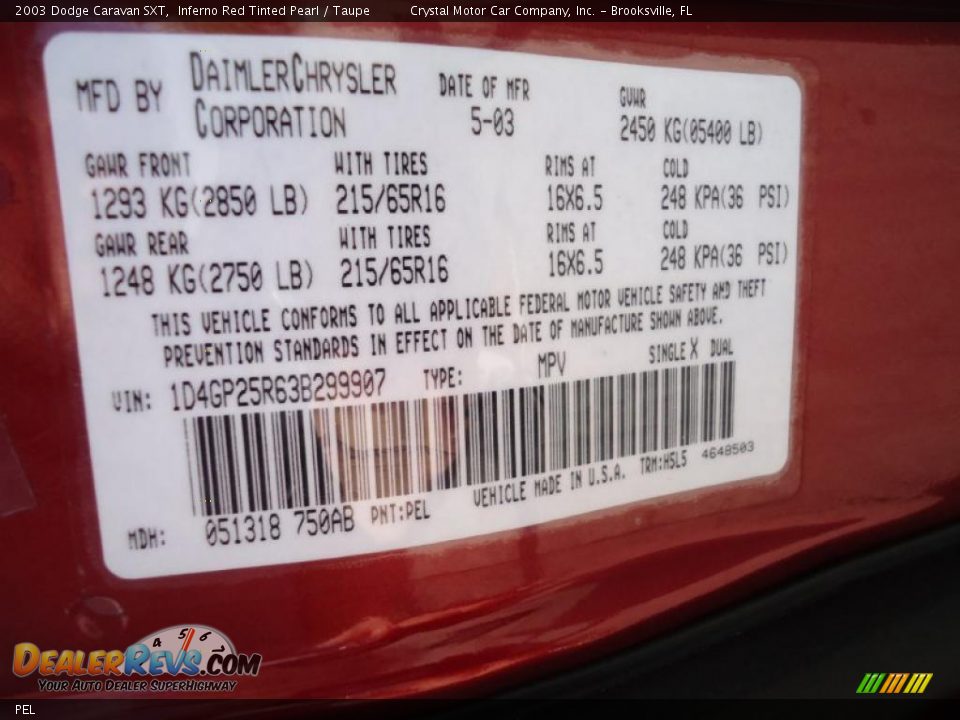 2003 Dodge Caravan SXT, Inferno Red Tinted Pearl / Taupe Crystal Motor Car Company, Inc. - Brooksville, FL
MFD BY DAIMLERCHRYSLER CORPORATION DATE OF MFR 5-03 GVWR 2450 KG(05400 LB)
GAWR FRONT WITH TIRES RIMS AT COLD
1293 KG(2850 LB) 215/65R16 16X6.5 248 KPA(36 PSI)
GAWR REAR WITH TIRES RIMS AT COLD
1248 KG(2750 LB) 215/65R16 16X6.5 248 KPA(36 PSI)
THIS VEHICLE CONFORMS TO ALL APPLICABLE FEDERAL MOTOR VEHICLE SAFETY AND THEFT
PREVENTION STANDARDS IN EFFECT ON THE DATE OF MANUFACTURE SHOWN ABOVE.
VIN: 1D4GP25R63B299907 TYPE: MPV SINGLE X DUAL
MDH: 051318 750AB PNT:PEL VEHICLE MADE IN U.S.A. TRM:H5L5 4648503
4 5 6
DEALERREVS.COM
Your Auto Dealer SuperHighway
PEL